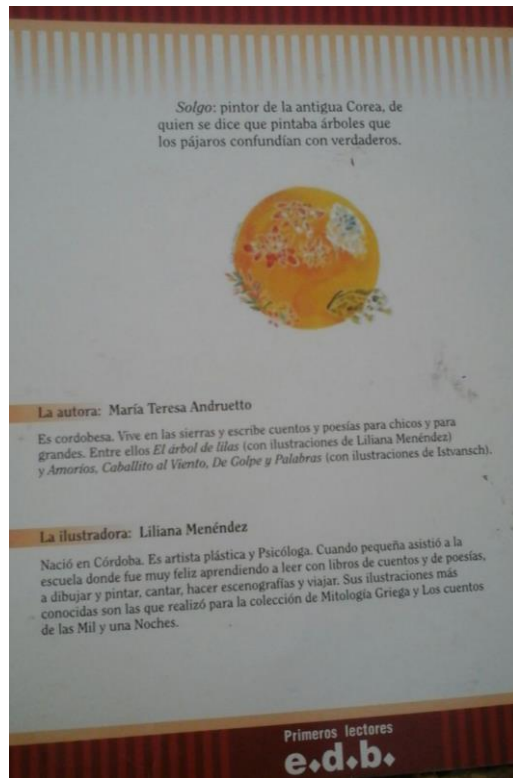 Solgo: pintor de la antigua Corea, de
quien se dice que pintaba árboles que
los pájaros confundían con verdaderos.
La autora: María Teresa Andruetto
Es cordobesa. Vive en las sierras y escribe cuentos y poesías para chicos y para
grandes. Entre ellos El árbol de lilas (con ilustraciones de Liliana Menéndez)
y Amoríos, Caballito al Viento, De Golpe y Palabras (con ilustraciones de Istvansch).
La ilustradora: Liliana Menéndez
Nació en Córdoba. Es artista plástica y Psicóloga. Cuando pequeña asistió a la
escuela donde fue muy feliz aprendiendo a leer con libros de cuentos y de poesías,
a dibujar y pintar, cantar, hacer escenografías y viajar. Sus ilustraciones más
conocidas son las que realizó para la colección de Mitología Griega y Los cuentos
de las Mil y una Noches.
Primeros lectores
e.d.b.